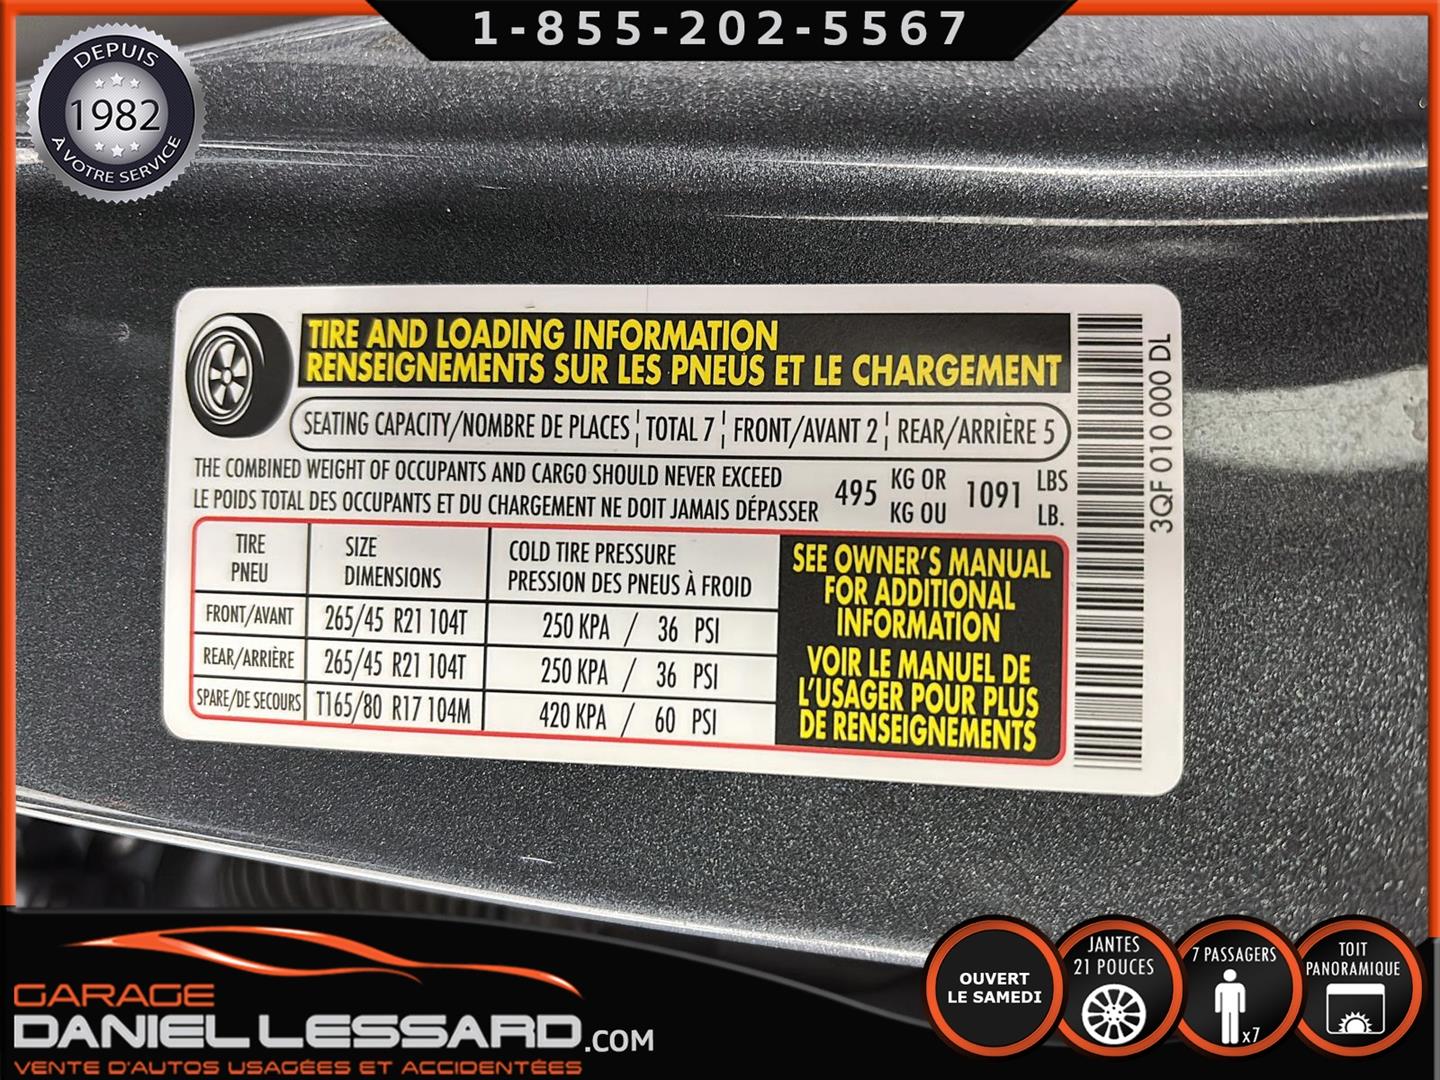 1-855-202-5567
DEPUIS
1982
À VOTRE SERVICE
TIRE AND LOADING INFORMATION
RENSEIGNEMENTS SUR LES PNEUS ET LE CHARGEMENT
SEATING CAPACITY/NOMBRE DE PLACES | TOTAL 7 | FRONT/AVANT 2 | REAR/ARRIÈRE 5
THE COMBINED WEIGHT OF OCCUPANTS AND CARGO SHOULD NEVER EXCEED
LE POIDS TOTAL DES OCCUPANTS ET DU CHARGEMENT NE DOIT JAMAIS DÉPASSER
495 KG OR 1091 LBS
KG OU LB.
TIRE SIZE COLD TIRE PRESSURE
PNEU DIMENSIONS PRESSION DES PNEUS À FROID
FRONT/AVANT 265/45 R21 104T 250 KPA / 36 PSI
REAR/ARRIÈRE 265/45 R21 104T 250 KPA / 36 PSI
SPARE/DE SECOURS T165/80 R17 104M 420 KPA / 60 PSI
SEE OWNER'S MANUAL
FOR ADDITIONAL
INFORMATION
VOIR LE MANUEL DE
L'USAGER POUR PLUS
DE RENSEIGNEMENTS
3QF 010 000 DL
GARAGE
DANIEL LESSARD.COM
VENTE D'AUTOS USAGÉES ET ACCIDENTÉES
OUVERT
LE SAMEDI
JANTES
21 POUCES
7 PASSAGERS
x7
TOIT
PANORAMIQUE